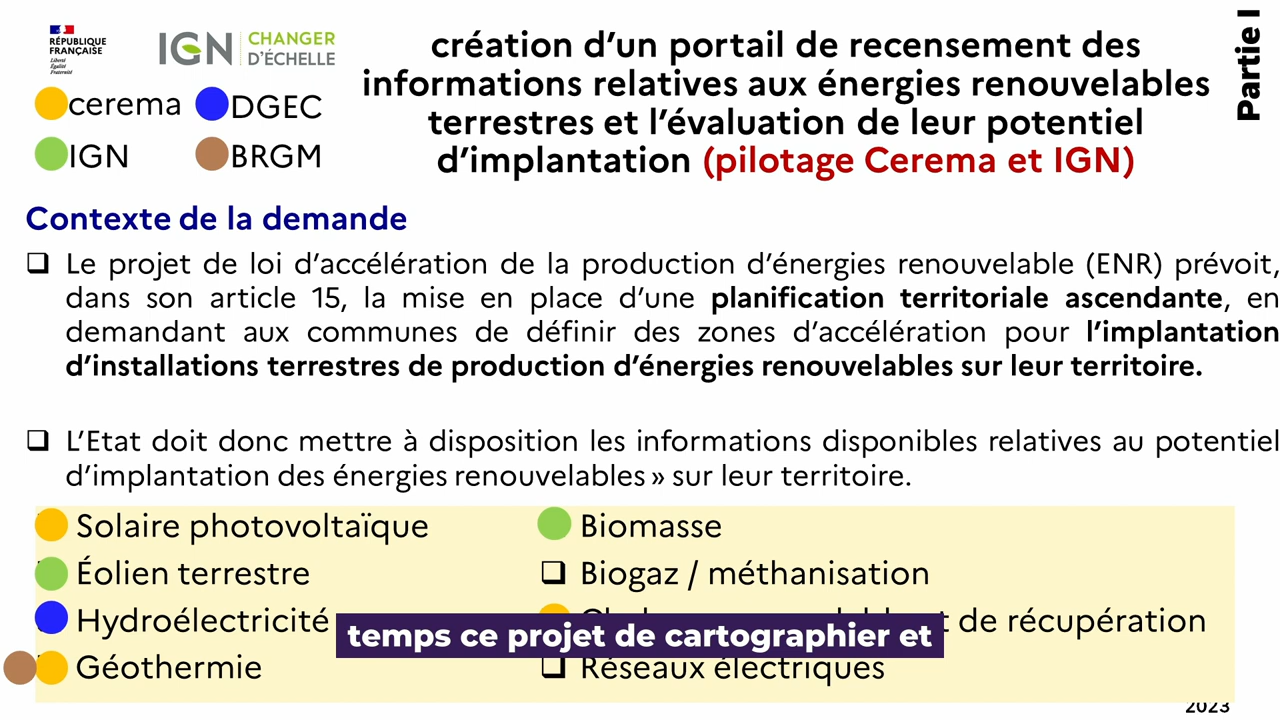 RÉPUBLIQUE
FRANÇAISE
Liberté
Égalité
Fraternité
IGN
CHANGER
D'ÉCHELLE
cerema
DGEC
IGN
BRGM
création d'un portail de recensement des
informations relatives aux énergies renouvelables
terrestres et l'évaluation de leur potentiel
d'implantation (pilotage Cerema et IGN)
Partie I
Contexte de la demande
Le projet de loi d'accélération de la production d'énergies renouvelable (ENR) prévoit,
dans son article 15, la mise en place d'une planification territoriale ascendante, en
demandant aux communes de définir des zones d'accélération pour l'implantation
d'installations terrestres de production d'énergies renouvelables sur leur territoire.
L'Etat doit donc mettre à disposition les informations disponibles relatives au potentiel
d'implantation des énergies renouvelables » sur leur territoire.
Solaire photovoltaïque
Éolien terrestre
Hydroélectricité
Géothermie
Biomasse
Biogaz / méthanisation
de récupération
Réseaux électriques
temps ce projet de cartographier et
2023